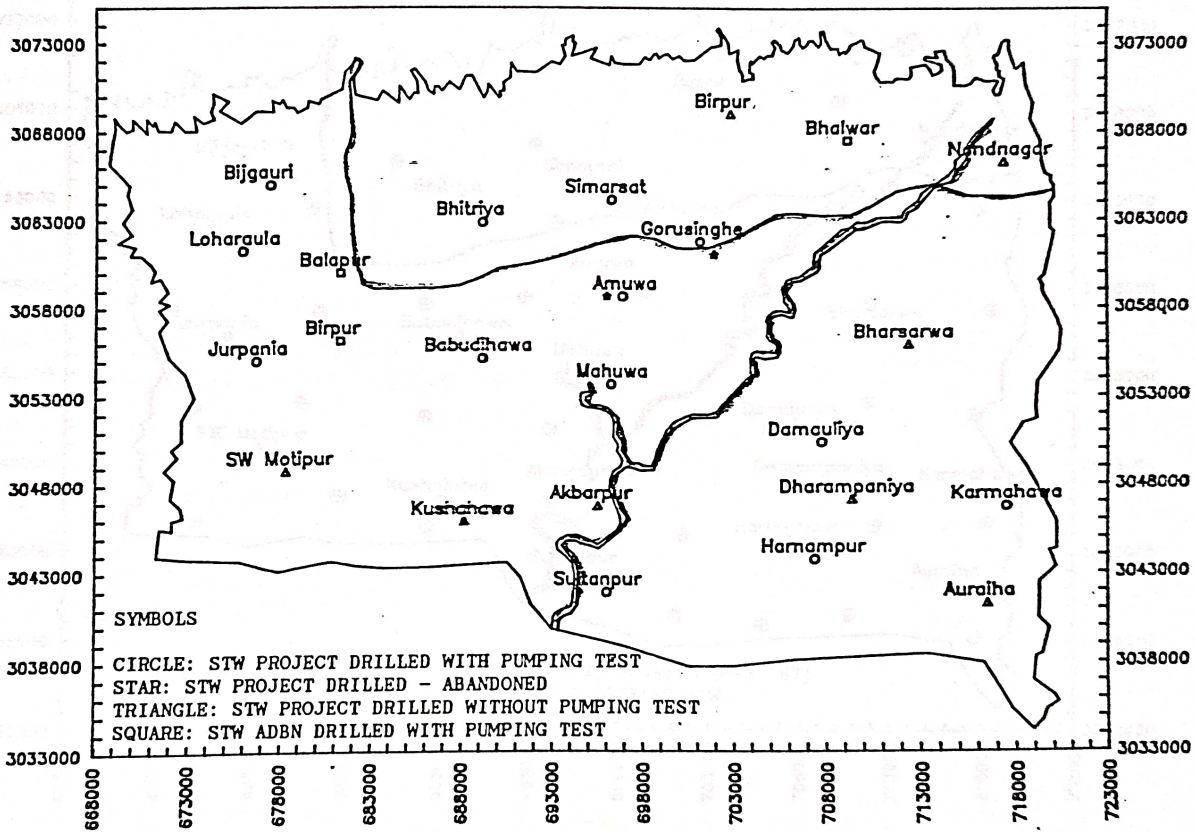 3073000
3073000
Birpur
3068000
3068000
Bhalwar
Nandnagar
Bijgauri
Simarsat
Bhitriya
3063000
3063000
Gorusinghe
Loharaula
Balapur
Amuwa
3058000
3058000
Birpur
Bharsarwa
Jurpania
Babudihawa
Mahuwa
3053000
3053000
Damauliya
SW Motipur
3048000
3048000
Dharampaniya
Akbarpur
Karmahawa
Kushahawa
Harnampur
3043000
3043000
Sultanpur
Auraiha
SYMBOLS
CIRCLE: STW PROJECT DRILLED WITH PUMPING TEST
3038000
3038000
STAR: STW PROJECT DRILLED - ABANDONED
TRIANGLE: STW PROJECT DRILLED WITHOUT PUMPING TEST
SQUARE: STW ADBN DRILLED WITH PUMPING TEST
3033000
3033000
668000
673000
678000
683000
688000
693000
698000
703000
708000
713000
718000
723000